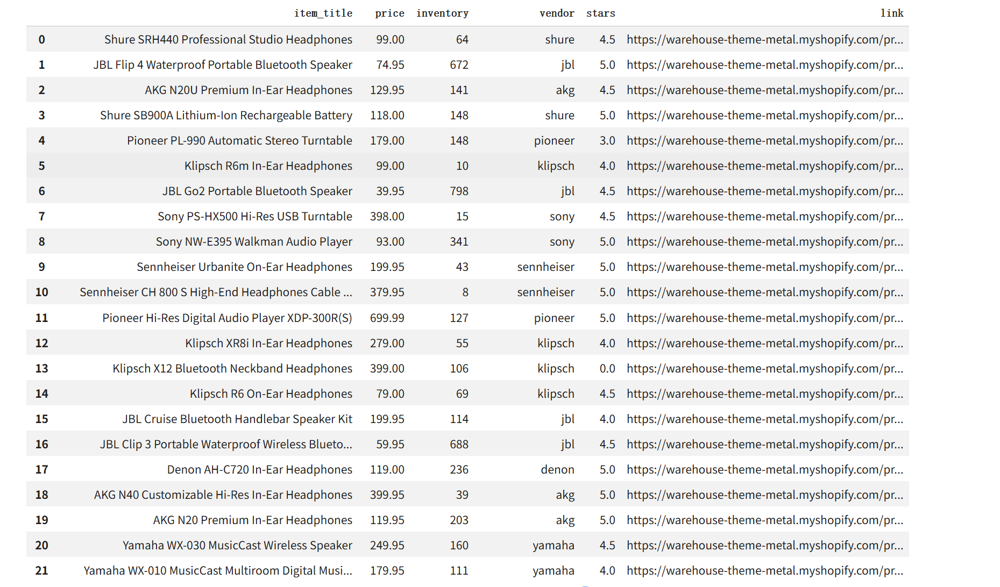 item_title price inventory vendor stars link
0 Shure SRH440 Professional Studio Headphones 99.00 64 shure 4.5 https://warehouse-theme-metal.myshopify.com/pr...
1 JBL Flip 4 Waterproof Portable Bluetooth Speaker 74.95 672 jbl 5.0 https://warehouse-theme-metal.myshopify.com/pr...
2 AKG N20U Premium In-Ear Headphones 129.95 141 akg 4.5 https://warehouse-theme-metal.myshopify.com/pr...
3 Shure SB900A Lithium-Ion Rechargeable Battery 118.00 148 shure 5.0 https://warehouse-theme-metal.myshopify.com/pr...
4 Pioneer PL-990 Automatic Stereo Turntable 179.00 148 pioneer 3.0 https://warehouse-theme-metal.myshopify.com/pr...
5 Klipsch R6m In-Ear Headphones 99.00 10 klipsch 4.0 https://warehouse-theme-metal.myshopify.com/pr...
6 JBL Go2 Portable Bluetooth Speaker 39.95 798 jbl 4.5 https://warehouse-theme-metal.myshopify.com/pr...
7 Sony PS-HX500 Hi-Res USB Turntable 398.00 15 sony 4.5 https://warehouse-theme-metal.myshopify.com/pr...
8 Sony NW-E395 Walkman Audio Player 93.00 341 sony 5.0 https://warehouse-theme-metal.myshopify.com/pr...
9 Sennheiser Urbanite On-Ear Headphones 199.95 43 sennheiser 5.0 https://warehouse-theme-metal.myshopify.com/pr...
10 Sennheiser CH 800 S High-End Headphones Cable ... 379.95 8 sennheiser 5.0 https://warehouse-theme-metal.myshopify.com/pr...
11 Pioneer Hi-Res Digital Audio Player XDP-300R(S) 699.99 127 pioneer 5.0 https://warehouse-theme-metal.myshopify.com/pr...
12 Klipsch XR8i In-Ear Headphones 279.00 55 klipsch 4.0 https://warehouse-theme-metal.myshopify.com/pr...
13 Klipsch X12 Bluetooth Neckband Headphones 399.00 106 klipsch 0.0 https://warehouse-theme-metal.myshopify.com/pr...
14 Klipsch R6 On-Ear Headphones 79.00 69 klipsch 4.5 https://warehouse-theme-metal.myshopify.com/pr...
15 JBL Cruise Bluetooth Handlebar Speaker Kit 199.95 114 jbl 4.0 https://warehouse-theme-metal.myshopify.com/pr...
16 JBL Clip 3 Portable Waterproof Wireless Blueto... 59.95 688 jbl 4.5 https://warehouse-theme-metal.myshopify.com/pr...
17 Denon AH-C720 In-Ear Headphones 119.00 236 denon 5.0 https://warehouse-theme-metal.myshopify.com/pr...
18 AKG N40 Customizable Hi-Res In-Ear Headphones 399.95 39 akg 5.0 https://warehouse-theme-metal.myshopify.com/pr...
19 AKG N20 Premium In-Ear Headphones 119.95 203 akg 5.0 https://warehouse-theme-metal.myshopify.com/pr...
20 Yamaha WX-030 MusicCast Wireless Speaker 249.95 160 yamaha 4.5 https://warehouse-theme-metal.myshopify.com/pr...
21 Yamaha WX-010 MusicCast Multiroom Digital Musi... 179.95 111 yamaha 4.0 https://warehouse-theme-metal.myshopify.com/pr...